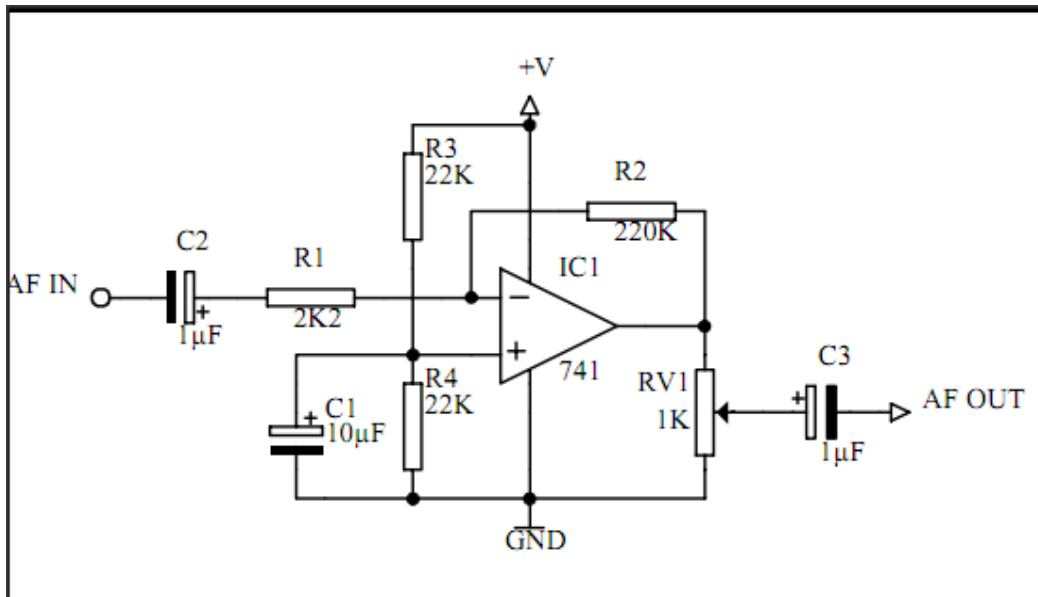 +V
R3
22K
R2
220K
C2
R1
IC1
AF IN
+
1µF
2K2
−
+
741
C3
R4
22K
RV1
1K
+
AF OUT
C1
+
10µF
1µF
GND